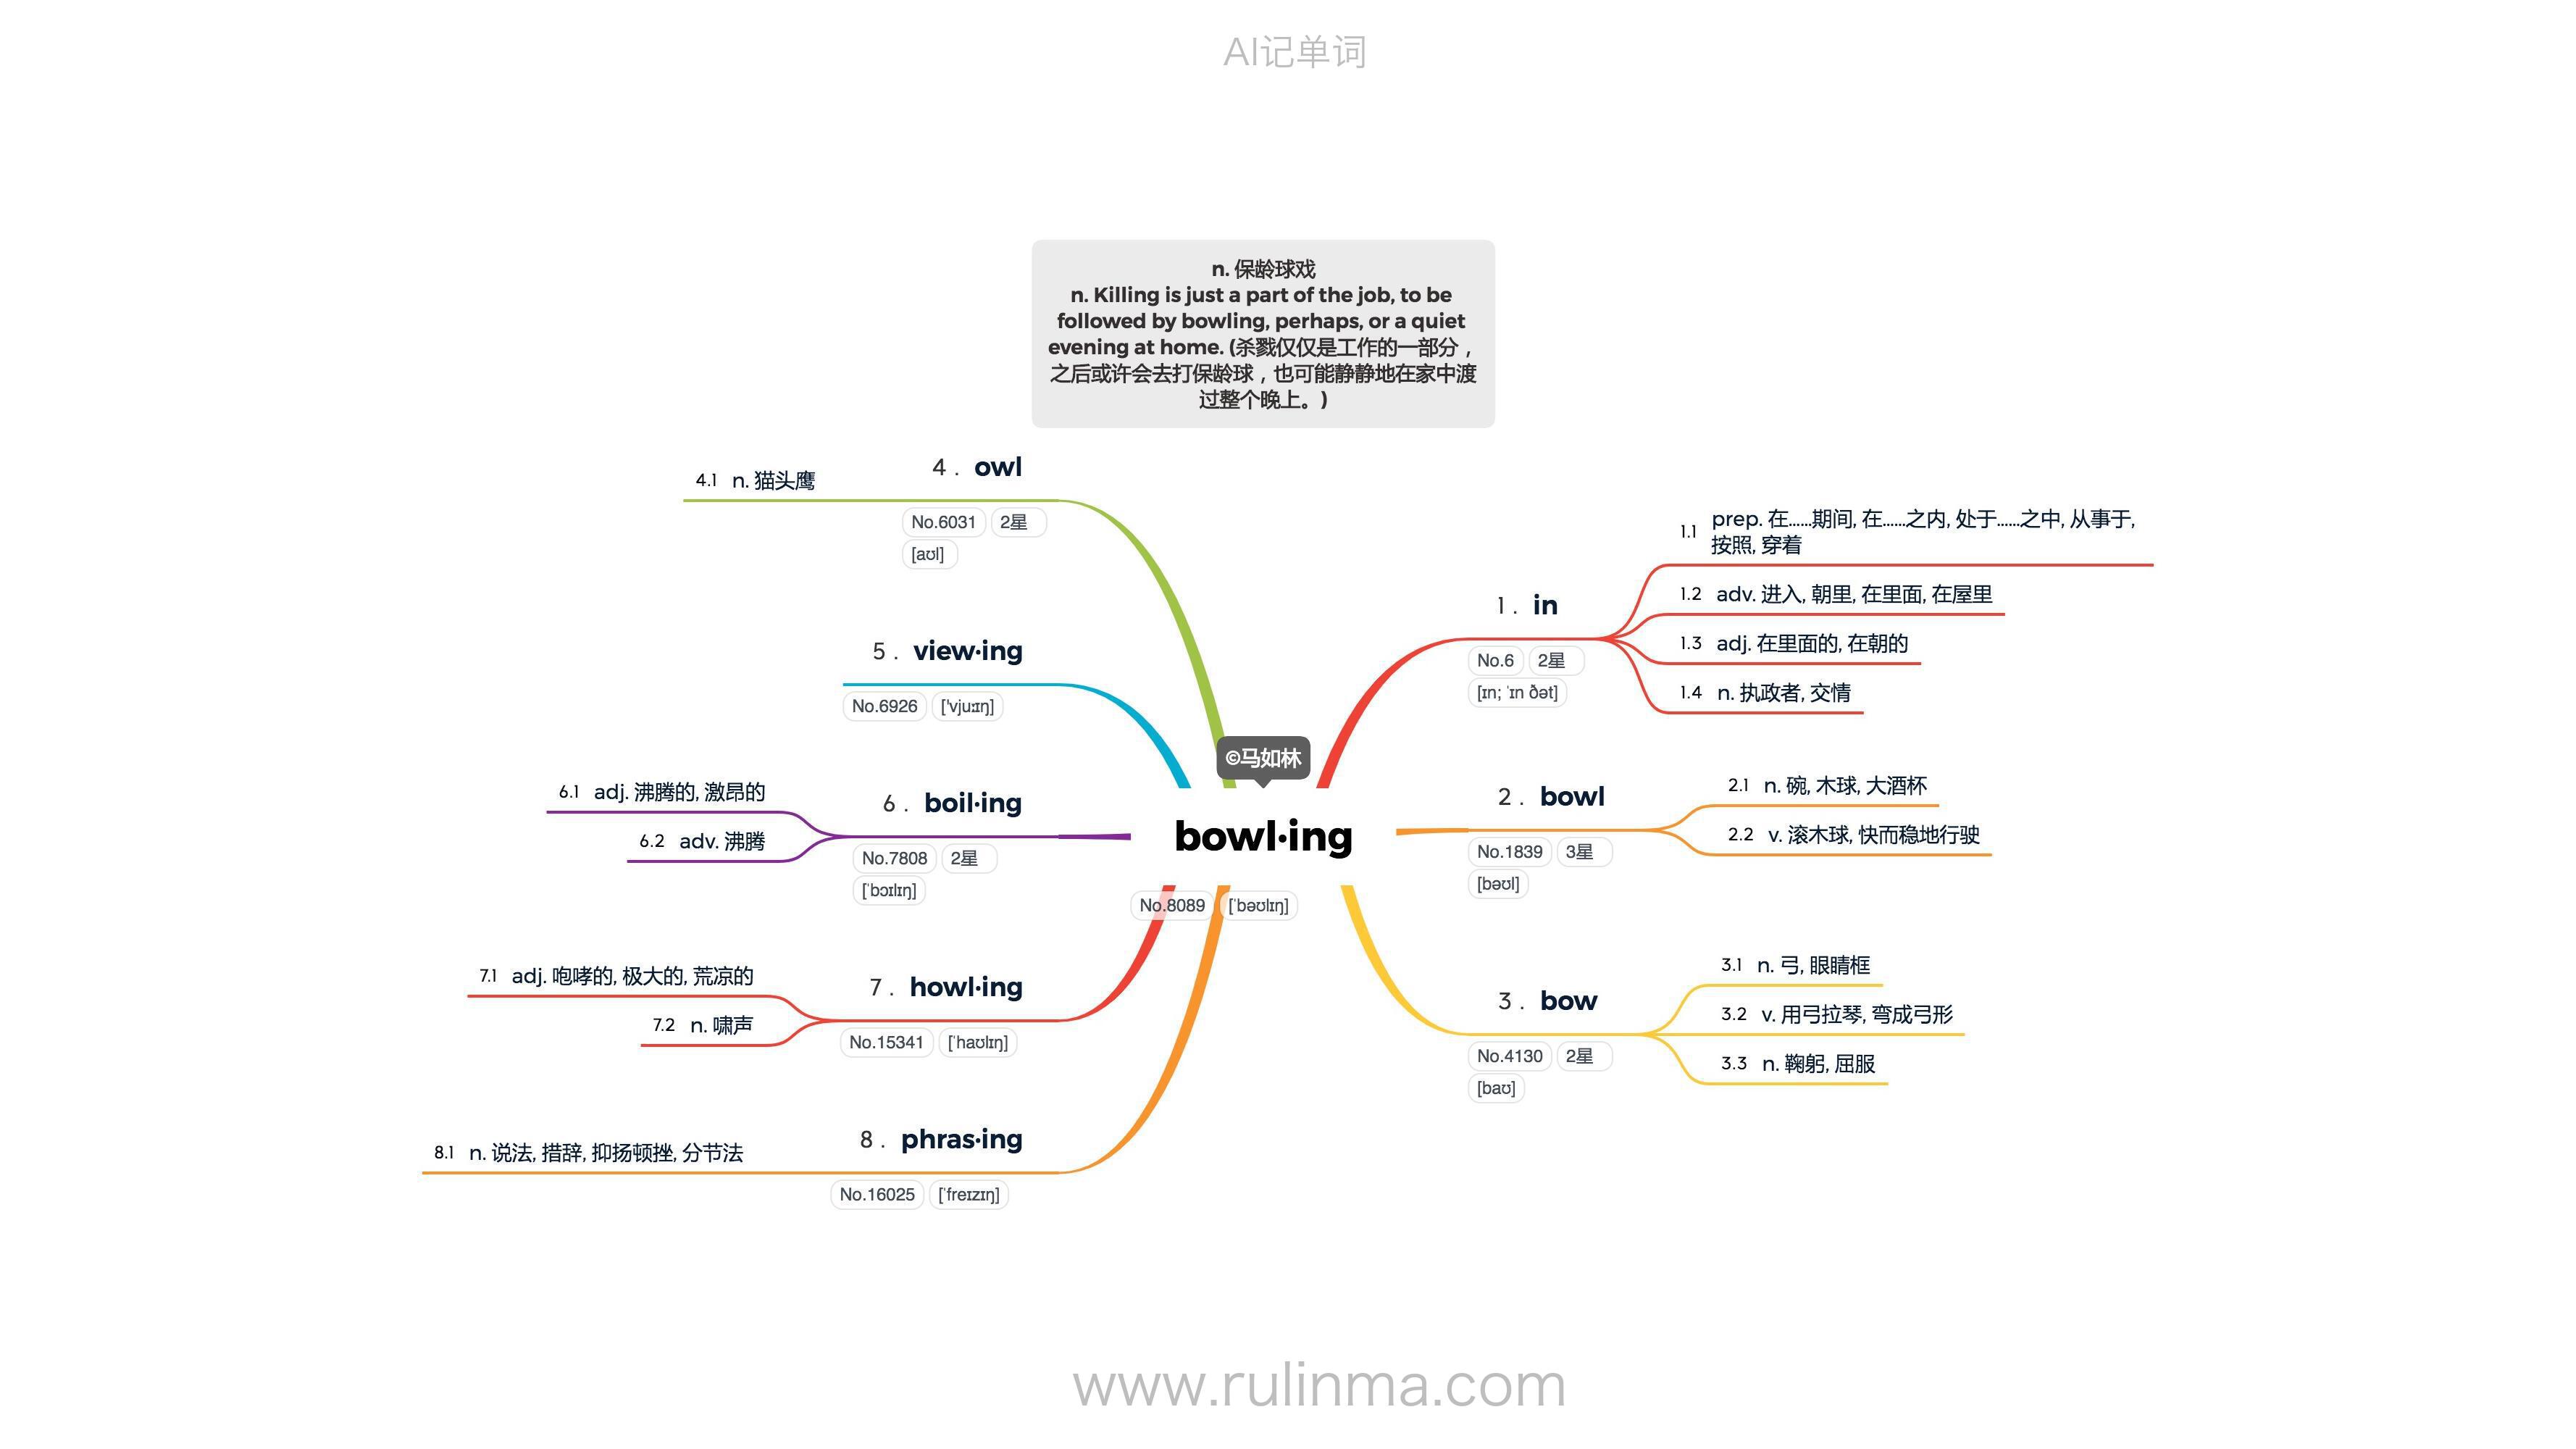 AI记单词
n. 保龄球戏
n. Killing is just a part of the job, to be
followed by bowling, perhaps, or a quiet
evening at home. (杀戮仅仅是工作的一部分，
之后或许会去打保龄球，也可能静静地在家中渡
过整个晚上。)
©马如林
bowl·ing
No.8089 [ˈbəʊlɪŋ]
1 . in
No.6 2星
[ɪn; ˈɪn ðət]
1.1 prep. 在……期间, 在……之内, 处于……之中, 从事于,
按照, 穿着
1.2 adv. 进入, 朝里, 在里面, 在屋里
1.3 adj. 在里面的, 在朝的
1.4 n. 执政者, 交情
2 . bowl
No.1839 3星
[bəʊl]
2.1 n. 碗, 木球, 大酒杯
2.2 v. 滚木球, 快而稳地行驶
3 . bow
No.4130 2星
[baʊ]
3.1 n. 弓, 眼睛框
3.2 v. 用弓拉琴, 弯成弓形
3.3 n. 鞠躬, 屈服
4 . owl
No.6031 2星
[aʊl]
4.1 n. 猫头鹰
5 . view·ing
No.6926 ['vjuːɪŋ]
6 . boil·ing
No.7808 2星
[ˈbɔɪlɪŋ]
6.1 adj. 沸腾的, 激昂的
6.2 adv. 沸腾
7 . howl·ing
No.15341 [ˈhaʊlɪŋ]
7.1 adj. 咆哮的, 极大的, 荒凉的
7.2 n. 啸声
8 . phras·ing
No.16025 [ˈfreɪzɪŋ]
8.1 n. 说法, 措辞, 抑扬顿挫, 分节法
www.rulinma.com